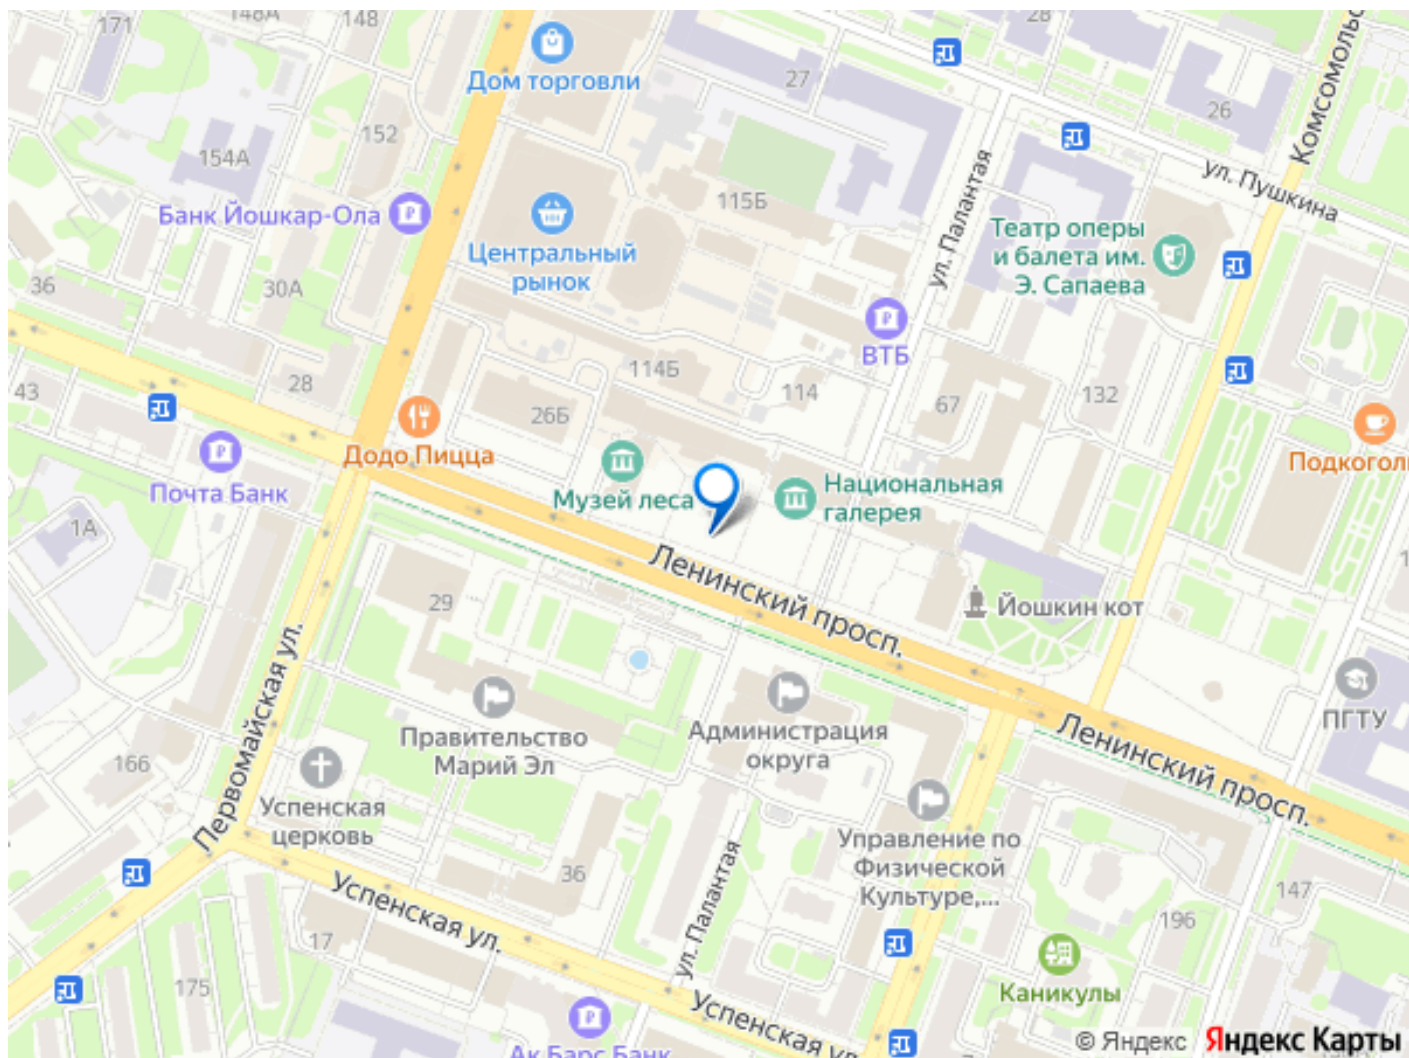 171
148А
148
Дом торговли
27
28
26
Комсомольс
152
154А
115Б
ул. Пушкина
ул. Палантая
Банк Йошкар-Ола
Центральный
рынок
Театр оперы
и балета им.
Э. Сапаева
36
30А
ВТБ
114Б
114
67
132
43
28
26Б
Додо Пицца
Музей леса
Национальная
галерея
Подкоголь
Почта Банк
1А
Ленинский просп.
Йошкин кот
29
Первомайская ул.
Правительство
Марий Эл
Администрация
округа
ПГТУ
Ленинский просп.
166
Успенская
церковь
Управление по
Физической
Культуре,...
36
ул. Палантая
147
196
Успенская ул.
17
175
Каникулы
Успенская ул.
Ак Барс Банк
© Яндекс Яндекс Карты